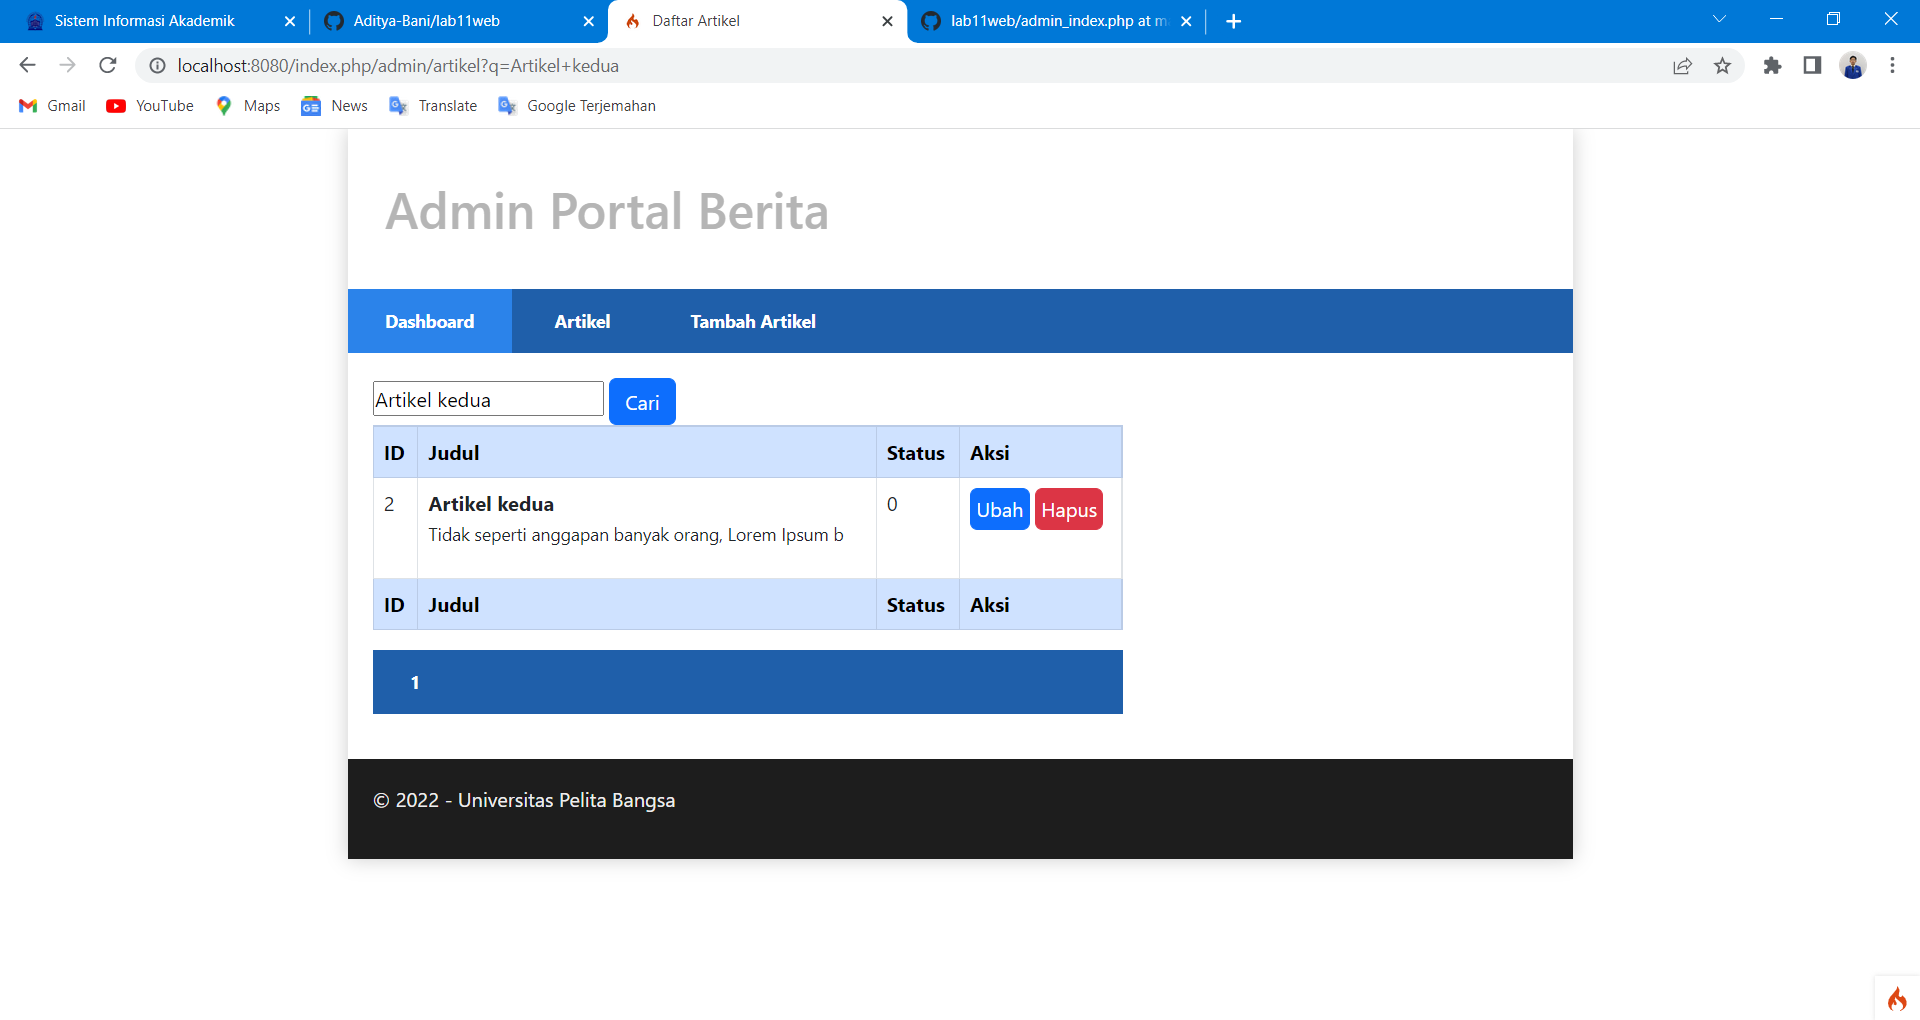 Sistem Informasi Akademik
Aditya-Bani/lab11web
Daftar Artikel
lab11web/admin_index.php at m
localhost:8080/index.php/admin/artikel?q=Artikel+kedua
Gmail YouTube Maps News Translate Google Terjemahan
Admin Portal Berita
Dashboard Artikel Tambah Artikel
Artikel kedua Cari
ID Judul Status Aksi
2 Artikel kedua 0 Ubah Hapus
Tidak seperti anggapan banyak orang, Lorem Ipsum b
ID Judul Status Aksi
1
© 2022 - Universitas Pelita Bangsa